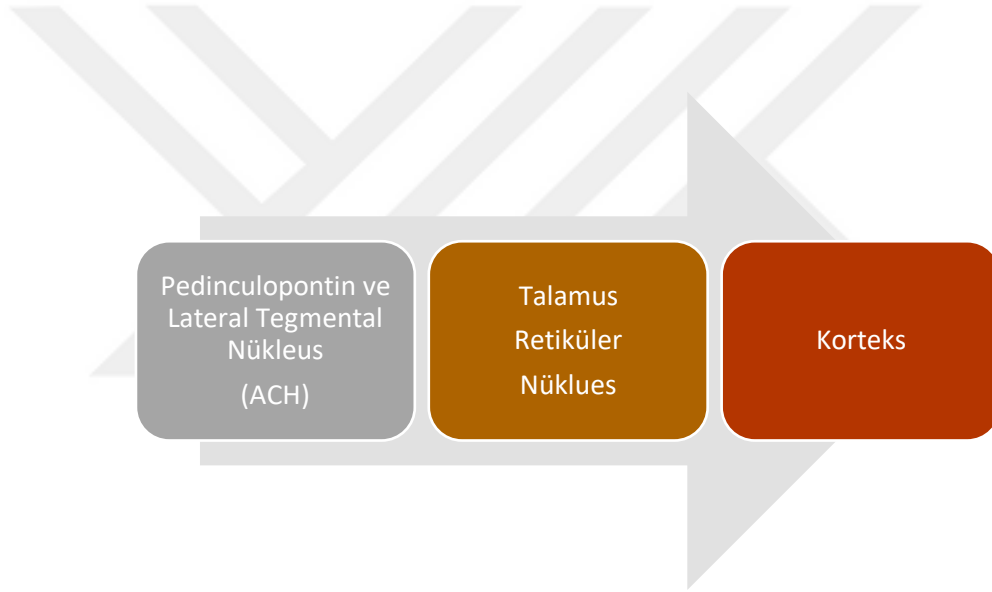 Pedinculopontin ve
Lateral Tegmental
Nükleus
(ACH)
Talamus
Retiküler
Nüklues
Korteks